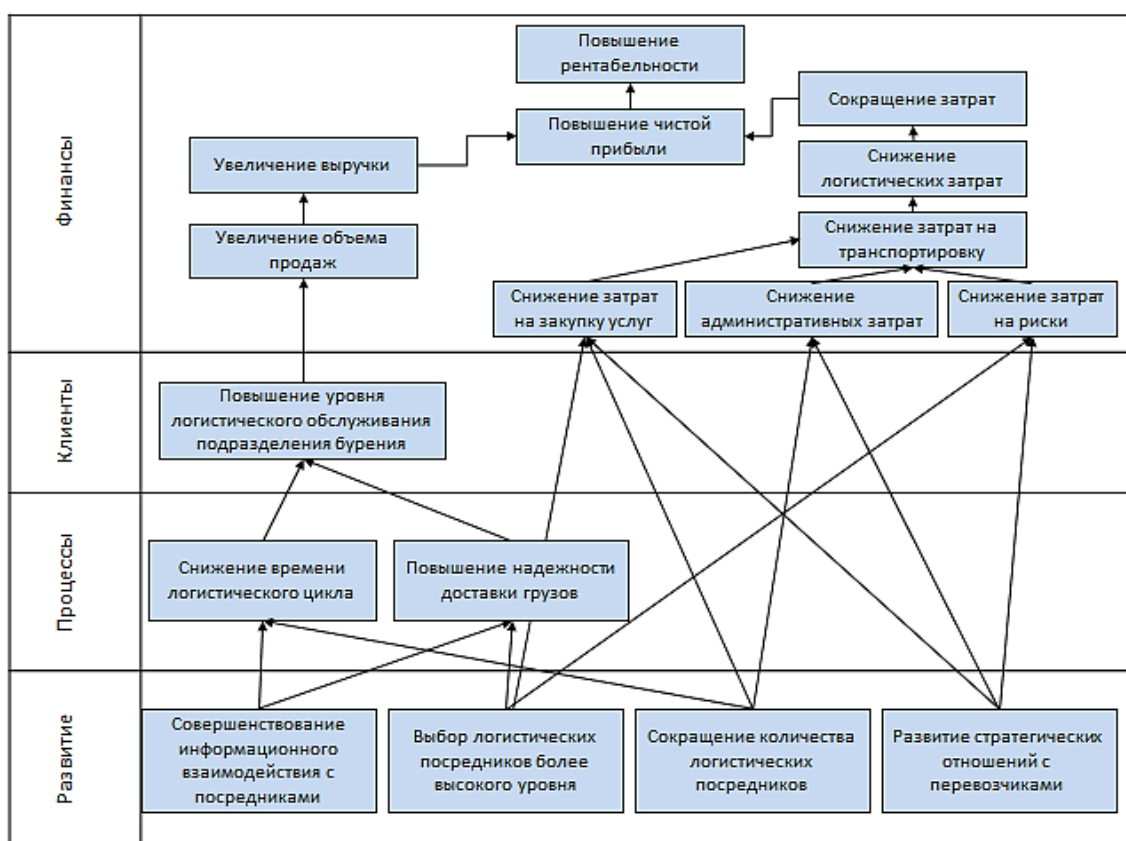 Финансы
Повышение
рентабельности
Сокращение затрат
Повышение чистой
прибыли
Увеличение выручки
Снижение
логистических затрат
Увеличение объема
продаж
Снижение затрат на
транспортировку
Снижение затрат
на закупку услуг
Снижение
административных затрат
Снижение затрат
на риски
Клиенты
Повышение уровня
логистического обслуживания
подразделения бурения
Процессы
Снижение времени
логистического цикла
Повышение надежности
доставки грузов
Развитие
Совершенствование
информационного
взаимодействия с
посредниками
Выбор логистических
посредников более
высокого уровня
Сокращение количества
логистических
посредников
Развитие стратегических
отношений с
перевозчиками